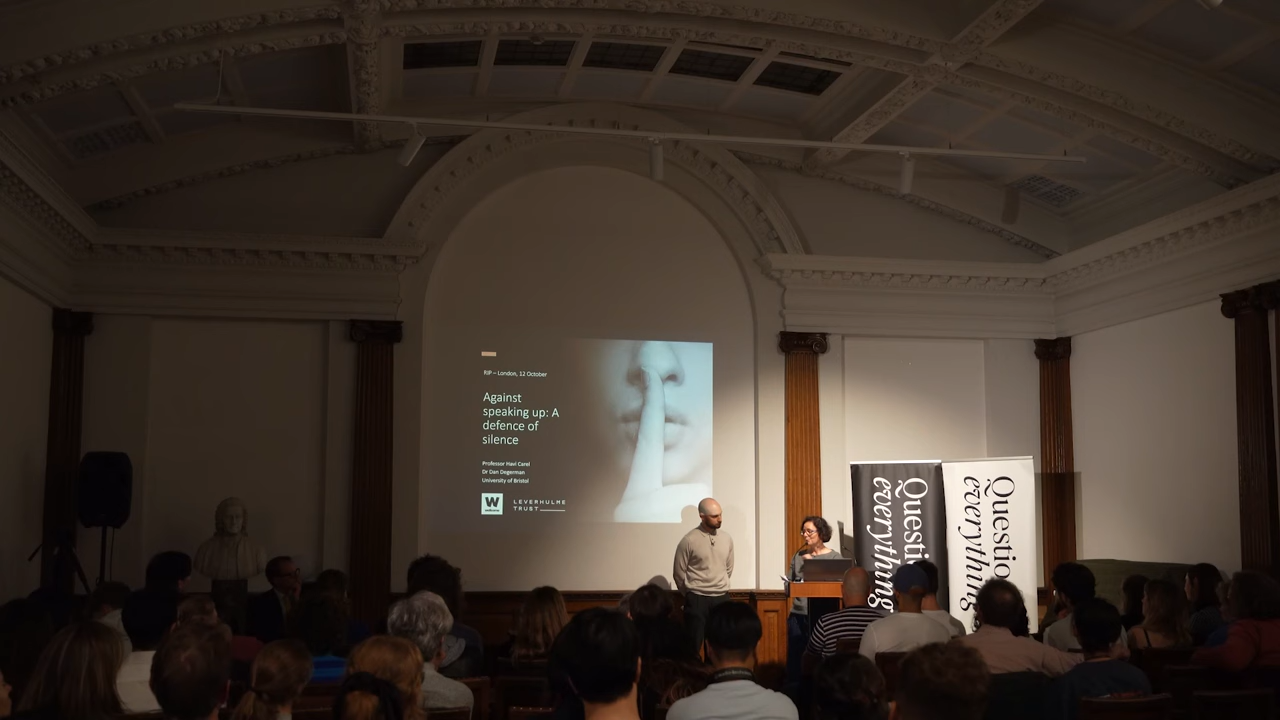 RIP – London, 12 October
Against
speaking up: A
defence of
silence
Professor Havi Carel
Dr Dan Degerman
University of Bristol
W
wellcome
LEVERHULME
TRUST
Questio
everything
Questio
everything